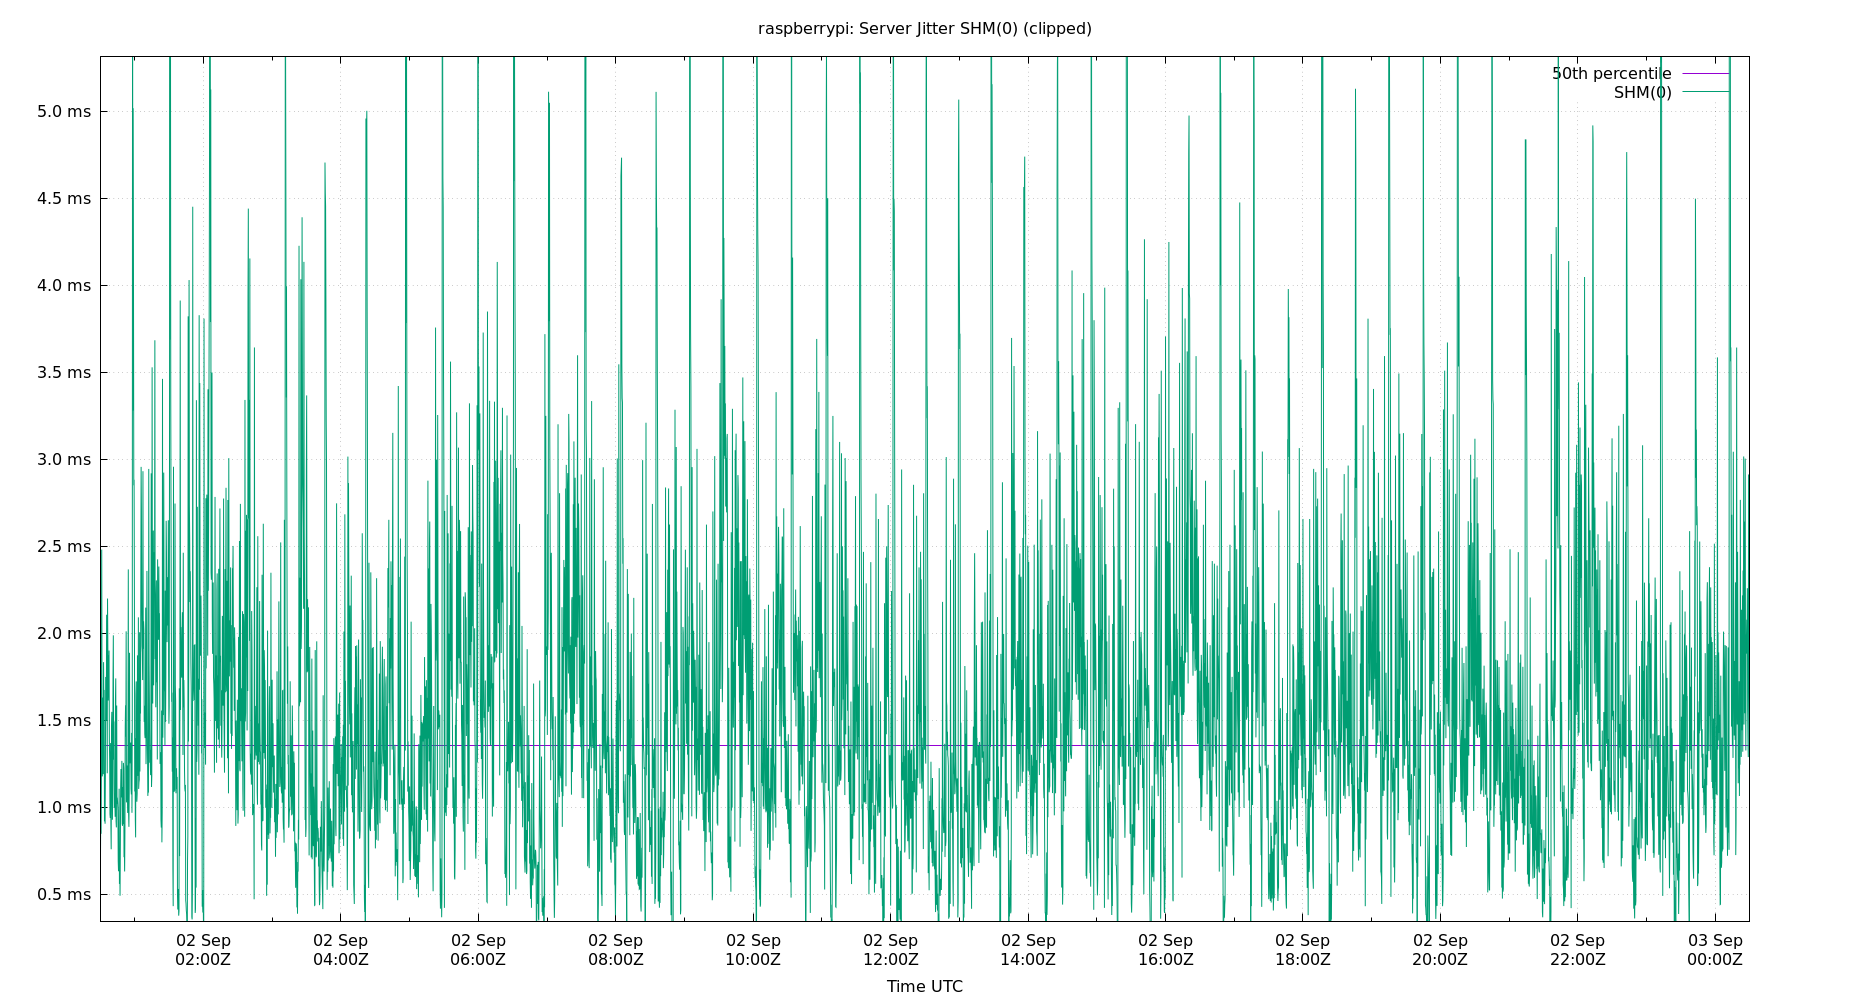 raspberrypi: Server Jitter SHM(0) (clipped)
50th percentile
SHM(0)
5.0 ms
4.5 ms
4.0 ms
3.5 ms
3.0 ms
2.5 ms
2.0 ms
1.5 ms
1.0 ms
0.5 ms
02 Sep 02 Sep 02 Sep 02 Sep 02 Sep 02 Sep 02 Sep 02 Sep 02 Sep 02 Sep 02 Sep 03 Sep
02:00Z 04:00Z 06:00Z 08:00Z 10:00Z 12:00Z 14:00Z 16:00Z 18:00Z 20:00Z 22:00Z 00:00Z
Time UTC